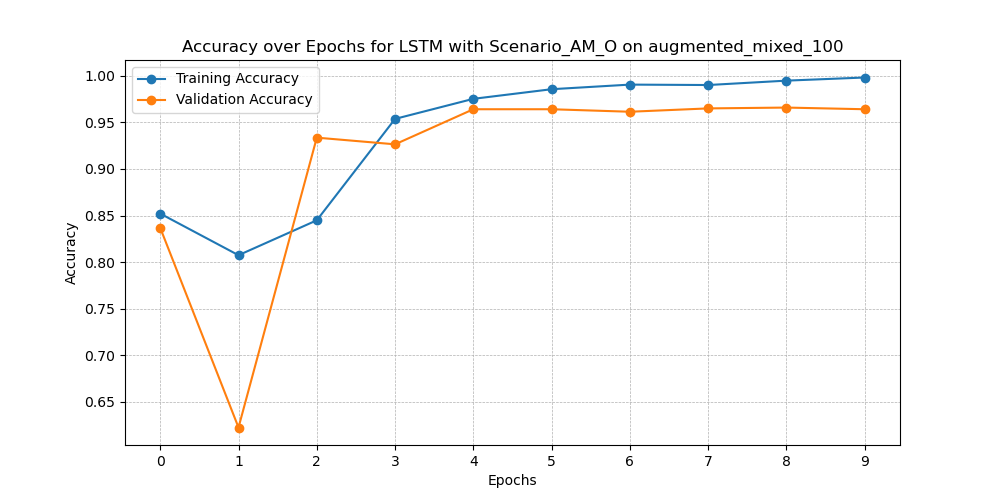 Accuracy over Epochs for LSTM with Scenario_AM_O on augmented_mixed_100
Training Accuracy
Validation Accuracy
1.00
0.95
0.90
0.85
0.80
0.75
0.70
0.65
Accuracy
0 1 2 3 4 5 6 7 8 9
Epochs